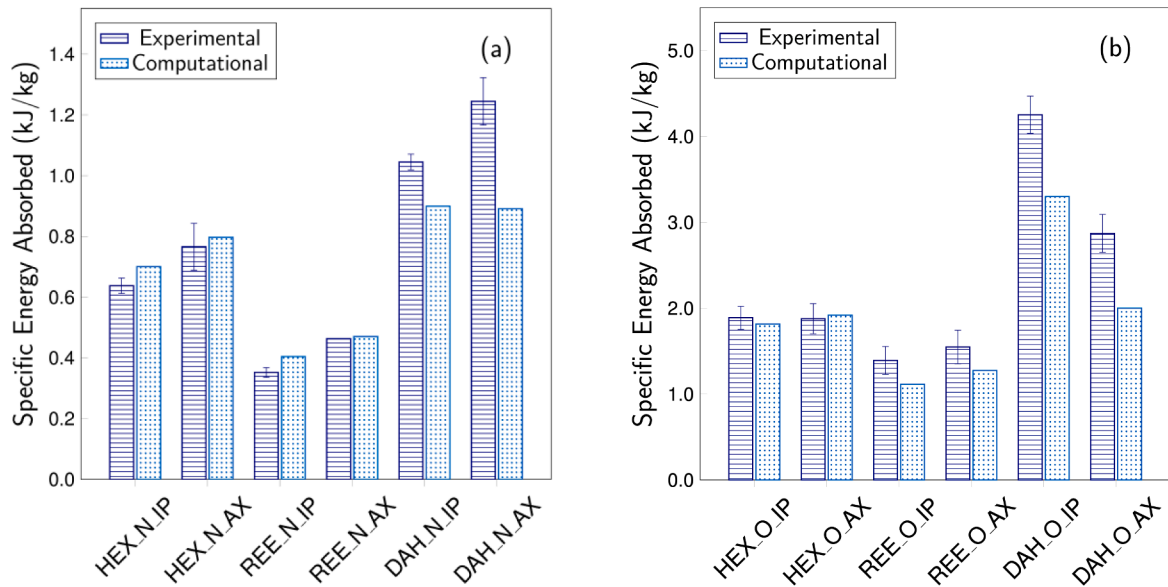 Experimental
Computational
(a)
Specific Energy Absorbed (kJ/kg)
1.4
1.2
1.0
0.8
0.6
0.4
0.2
0.0
HEX_N_IP
HEX_N_AX
REE_N_IP
REE_N_AX
DAH_N_IP
DAH_N_AX
Experimental
Computational
(b)
Specific Energy Absorbed (kJ/kg)
5.0
4.0
3.0
2.0
1.0
0.0
HEX_O_IP
HEX_O_AX
REE_O_IP
REE_O_AX
DAH_O_IP
DAH_O_AX